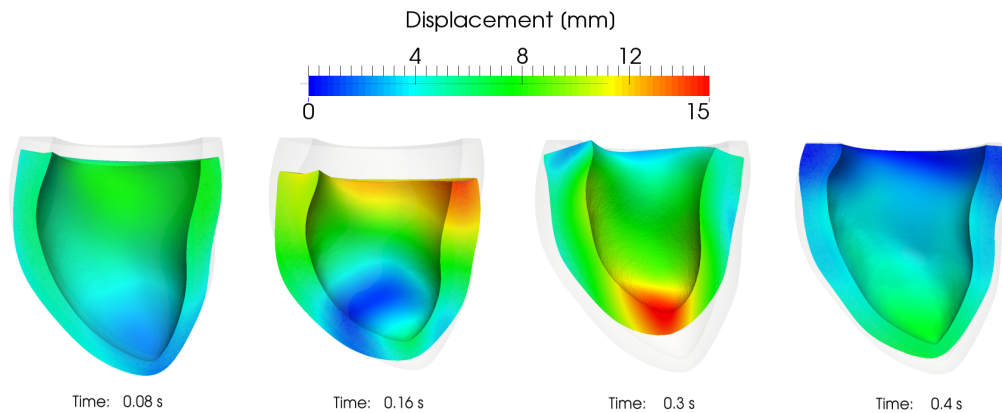 Displacement (mm)
4 8 12
0 15
Time: 0.08 s
Time: 0.16 s
Time: 0.3 s
Time: 0.4 s